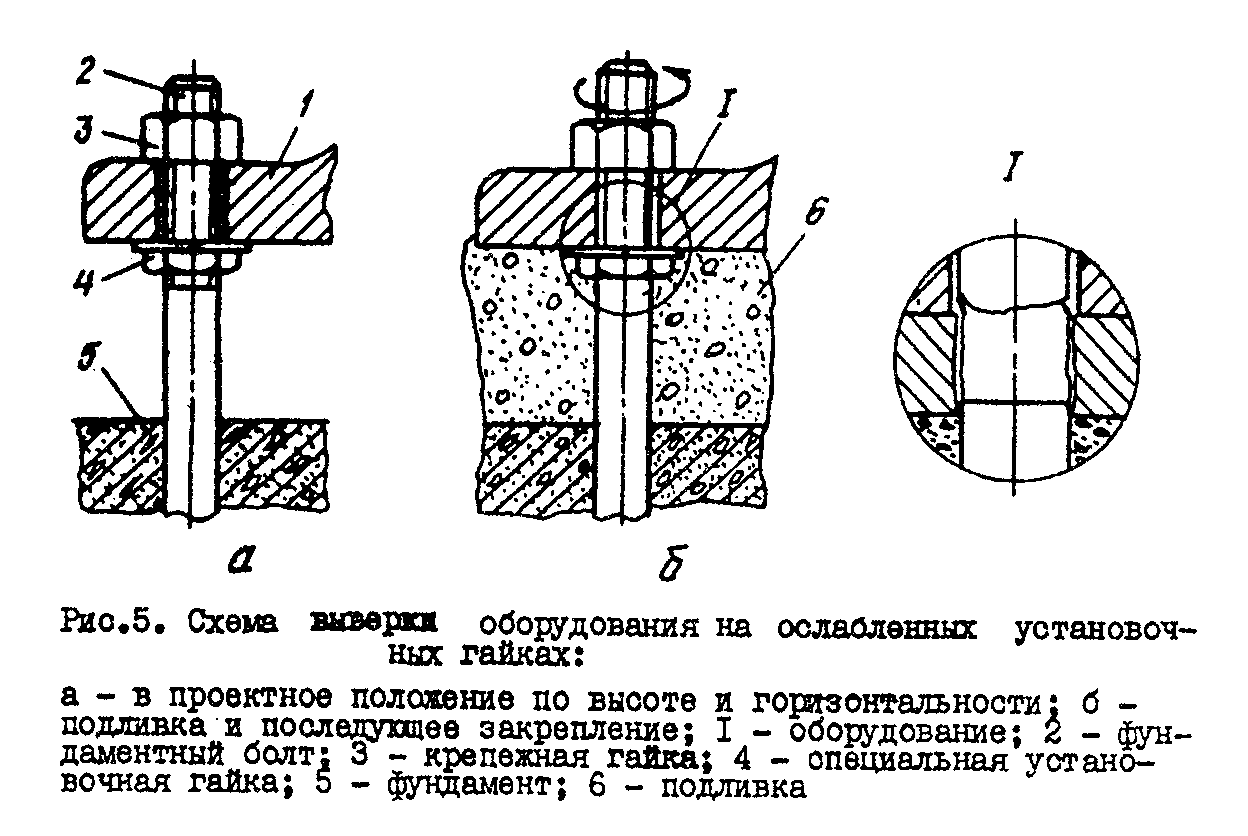 2
3
1
4
5
а
I
6
б
I
Рис.5. Схема выверки оборудования на ослабленных установоч-
ных гайках:
а - в проектное положение по высоте и горизонтальности; б -
подливка и последующее закрепление; I - оборудование; 2 - фун-
даментный болт; 3 - крепежная гайка; 4 - специальная устано-
вочная гайка; 5 - фундамент; 6 - подливка